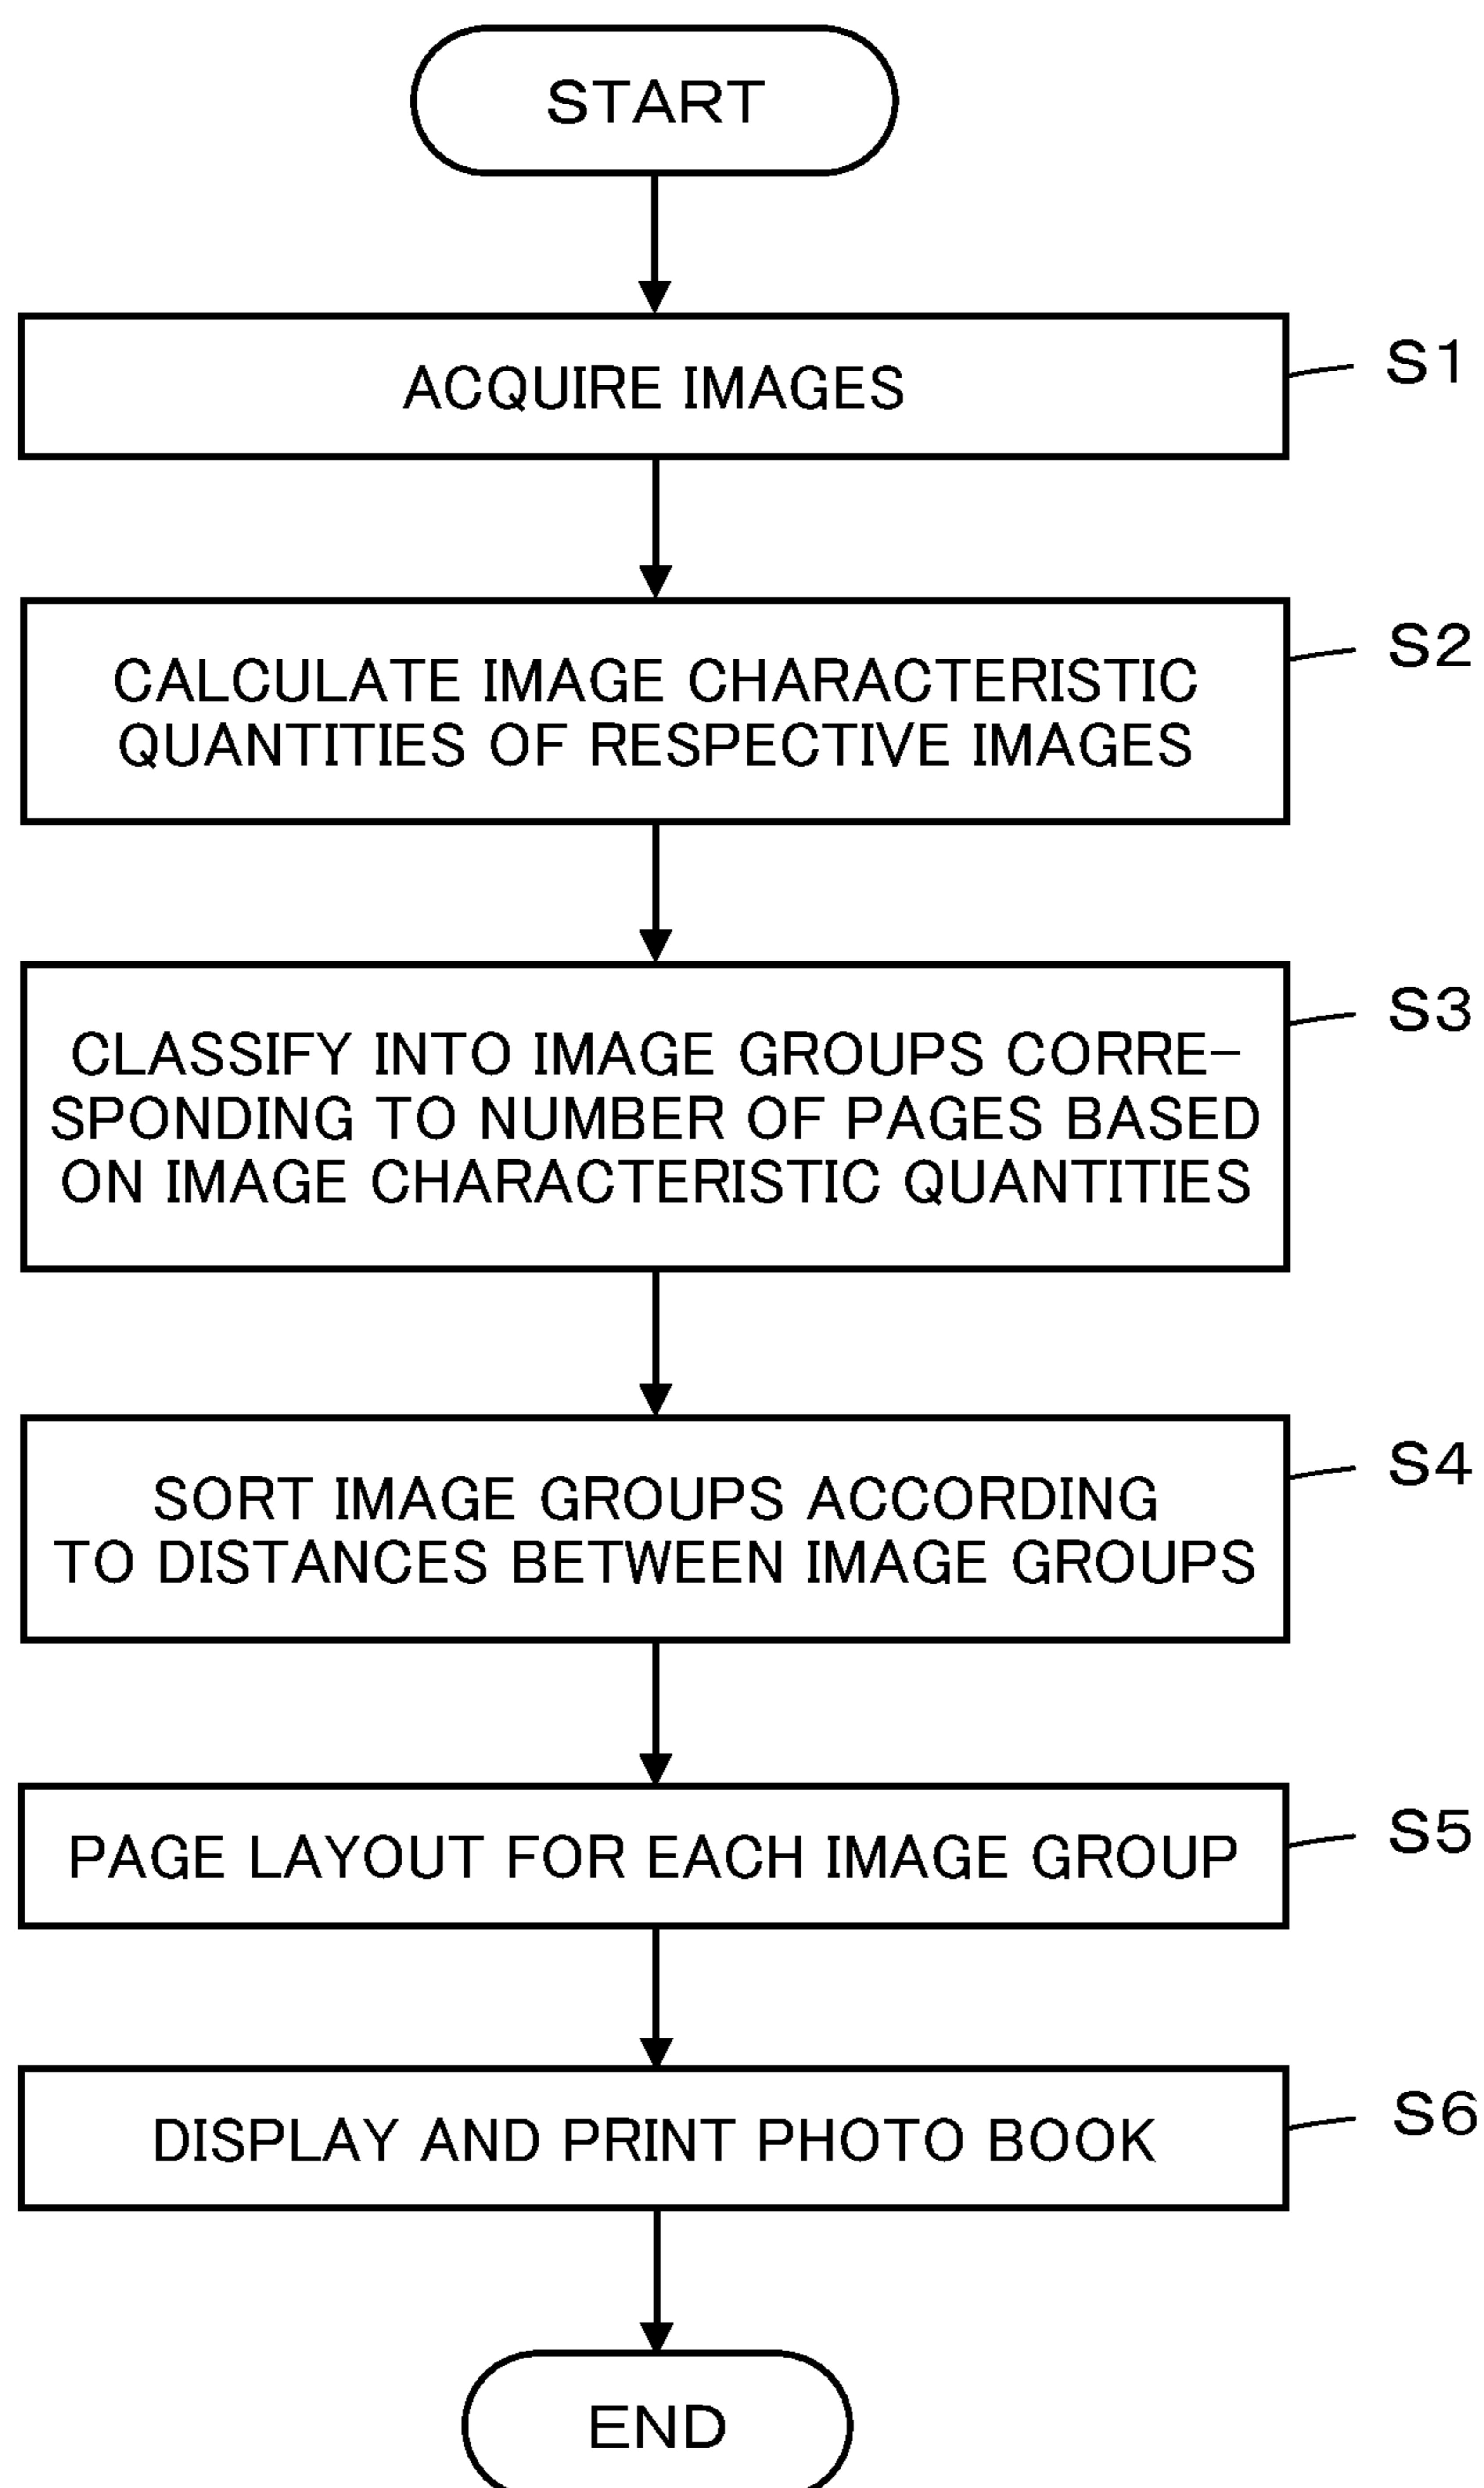 START
ACQUIRE IMAGES
S1
CALCULATE IMAGE CHARACTERISTIC
QUANTITIES OF RESPECTIVE IMAGES
S2
CLASSIFY INTO IMAGE GROUPS CORRE-
SPONDING TO NUMBER OF PAGES BASED
ON IMAGE CHARACTERISTIC QUANTITIES
S3
SORT IMAGE GROUPS ACCORDING
TO DISTANCES BETWEEN IMAGE GROUPS
S4
PAGE LAYOUT FOR EACH IMAGE GROUP
S5
DISPLAY AND PRINT PHOTO BOOK
S6
END